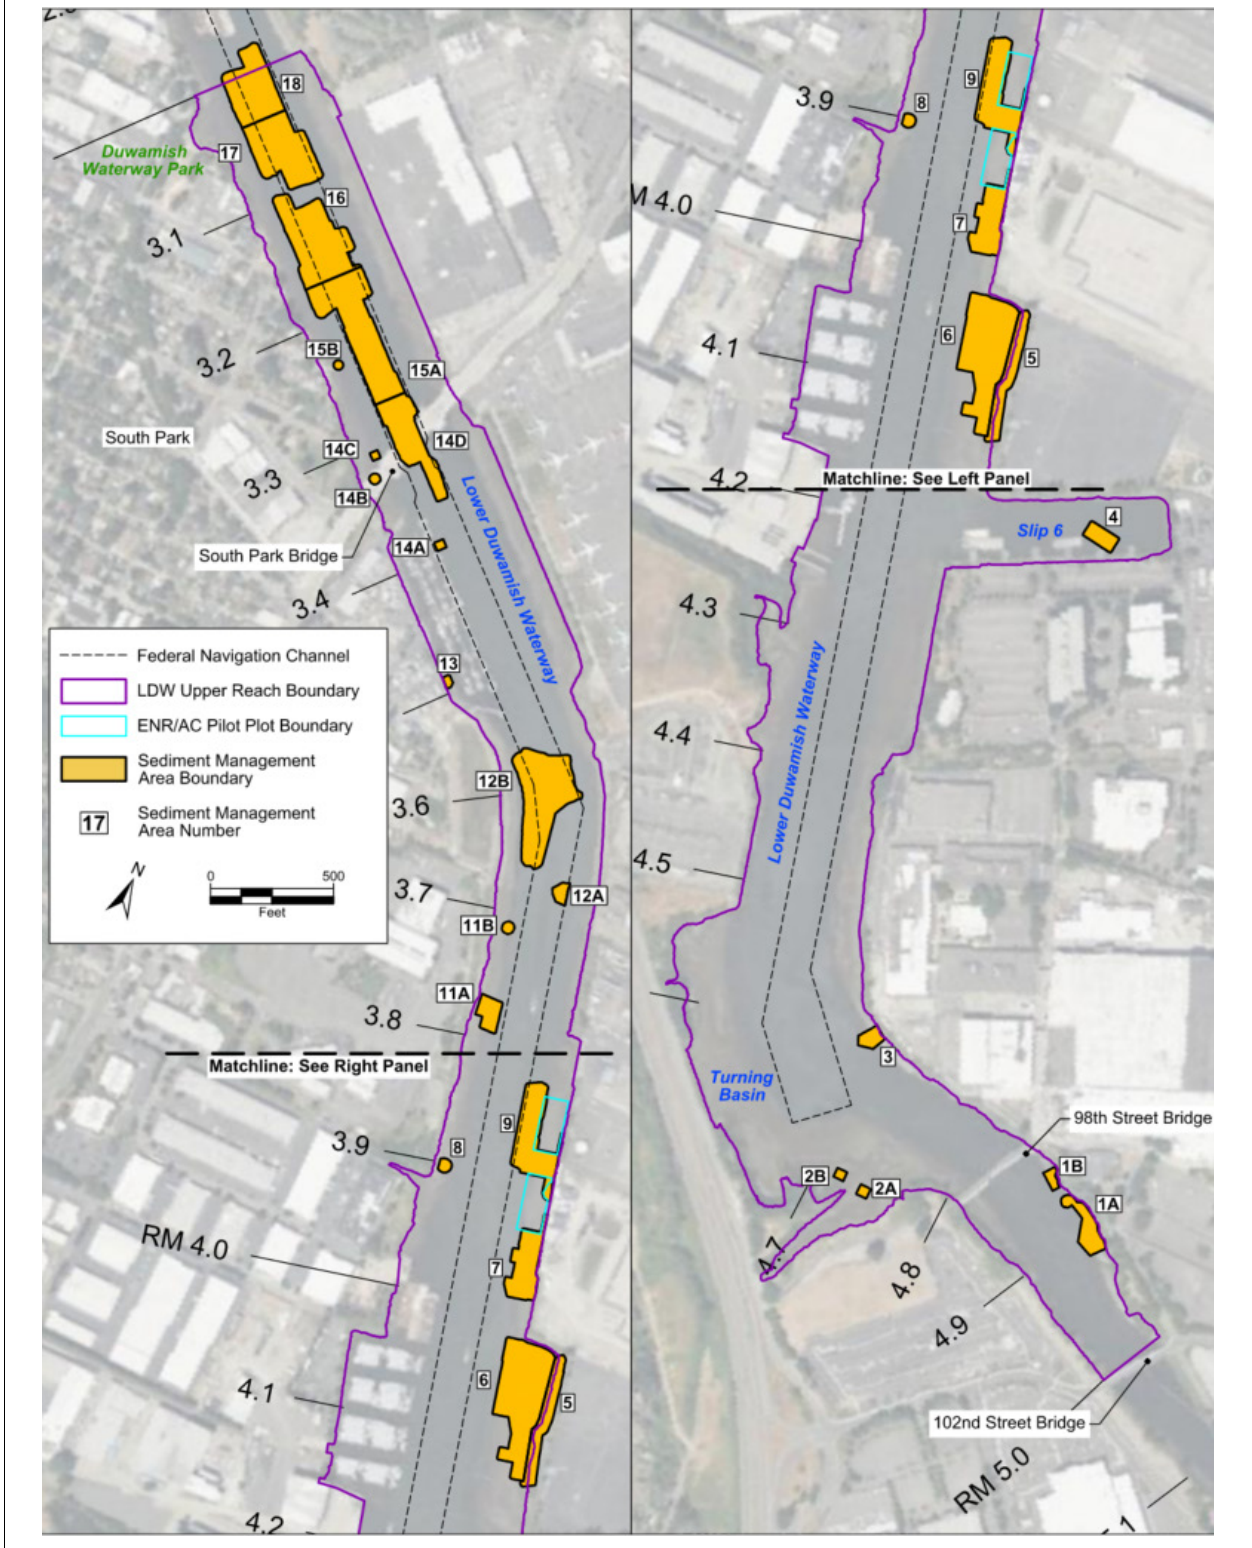 18
Duwamish
Waterway Park
17
16
3.1
3.2
15B
15A
South Park
14C
14D
3.3
14B
South Park Bridge
14A
Lower Duwamish Waterway
3.4
13
Federal Navigation Channel
LDW Upper Reach Boundary
ENR/AC Pilot Plot Boundary
Sediment Management
Area Boundary
17
Sediment Management
Area Number
N
0
500
Feet
12B
3.6
3.7
12A
11B
11A
3.8
Matchline: See Right Panel
9
3.9
8
RM 4.0
7
6
5
4.1
4.2
9
3.9
8
M 4.0
7
6
5
4.1
4.2
Matchline: See Left Panel
4
Slip 6
4.3
Lower Duwamish Waterway
4.4
4.5
3
Turning
Basin
98th Street Bridge
2B
2A
1B
1A
4.7
4.8
4.9
102nd Street Bridge
RM 5.0